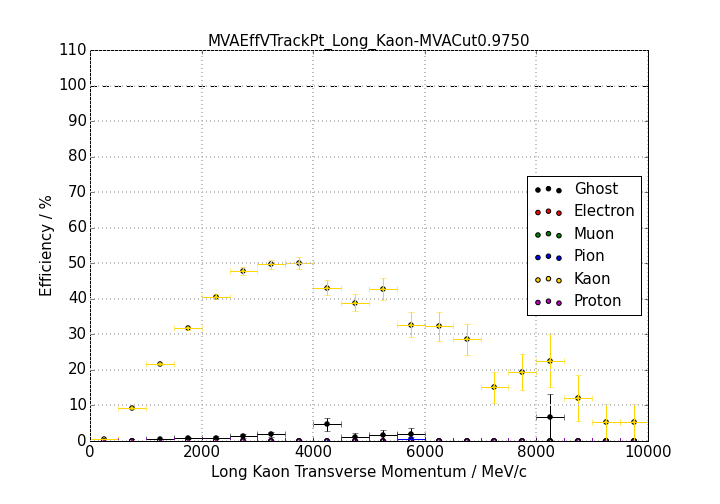 MVAEffVTrackPt_Long_Kaon-MVACut0.9750
110
100
90
80
70
60
50
40
30
20
10
0
Efficiency / %
Ghost
Electron
Muon
Pion
Kaon
Proton
0 2000 4000 6000 8000 10000
Long Kaon Transverse Momentum / MeV/c